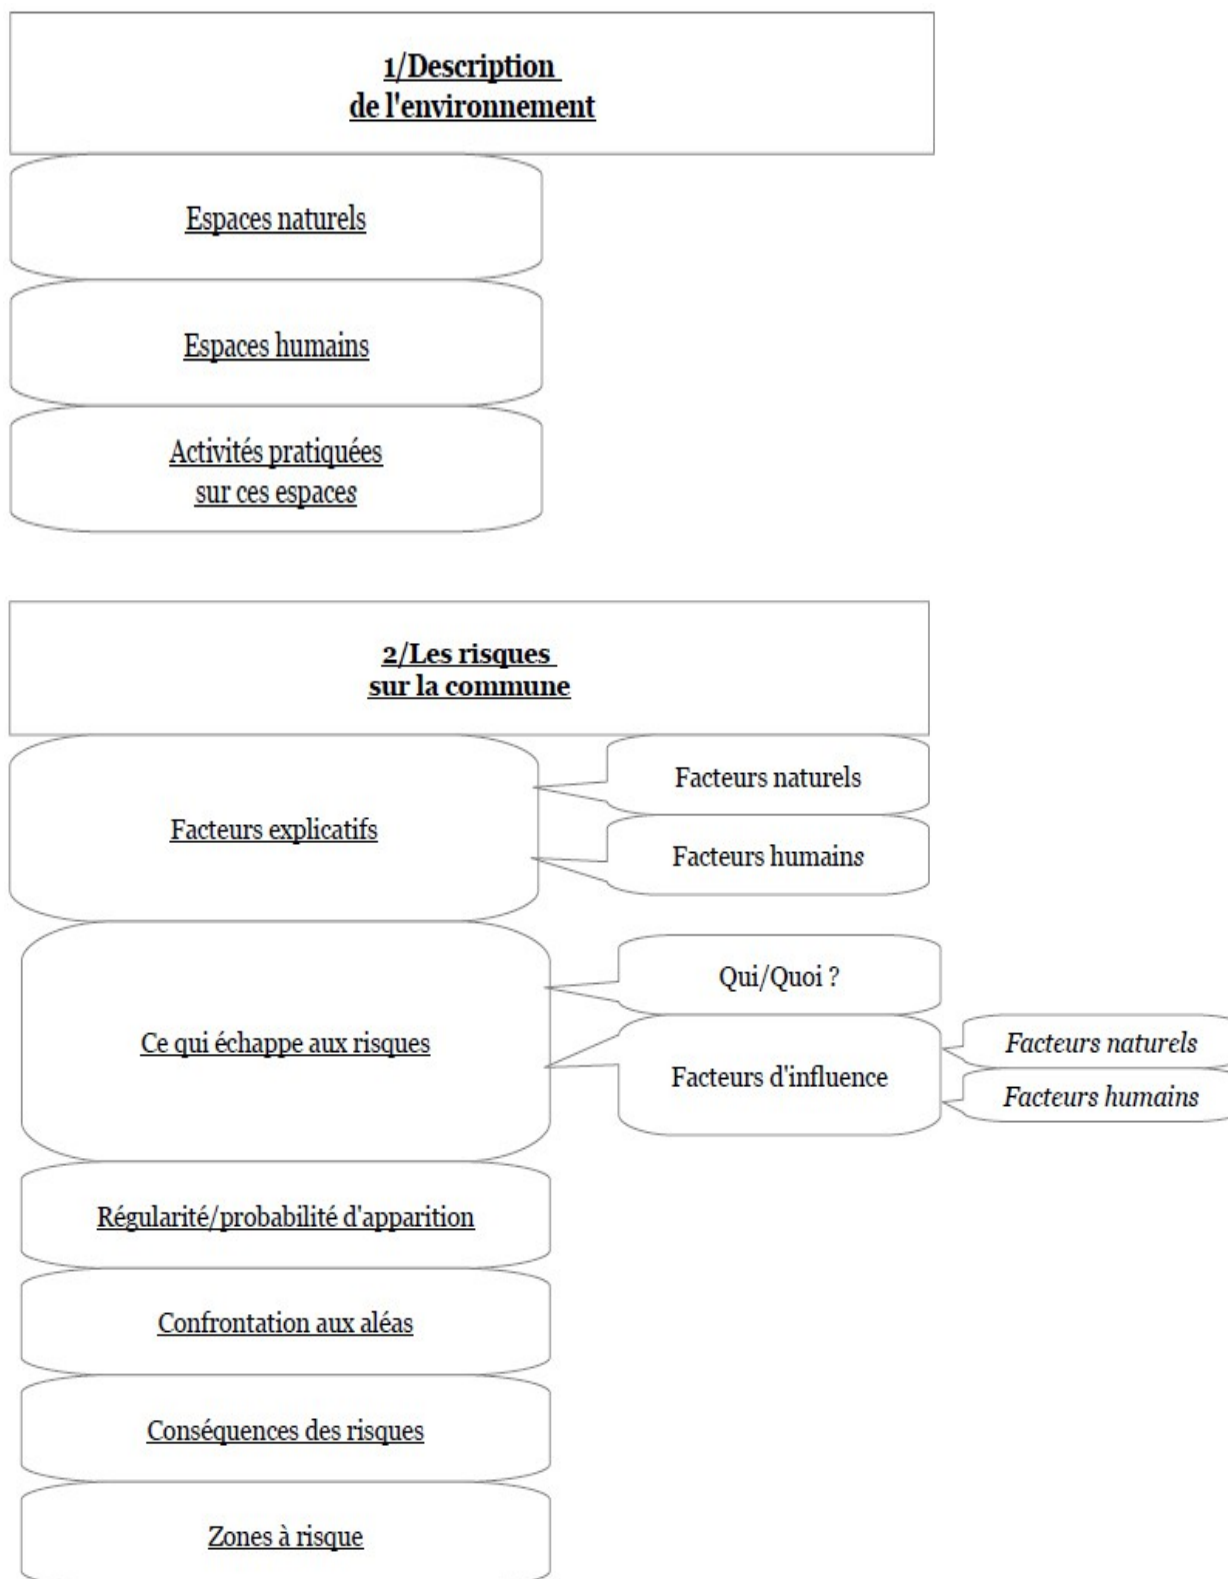 1/Description
de l'environnement
Espaces naturels
Espaces humains
Activités pratiquées
sur ces espaces
2/Les risques
sur la commune
Facteurs explicatifs
Facteurs naturels
Facteurs humains
Ce qui échappe aux risques
Qui/Quoi ?
Facteurs d'influence
Facteurs naturels
Facteurs humains
Régularité/probabilité d'apparition
Confrontation aux aléas
Conséquences des risques
Zones à risque